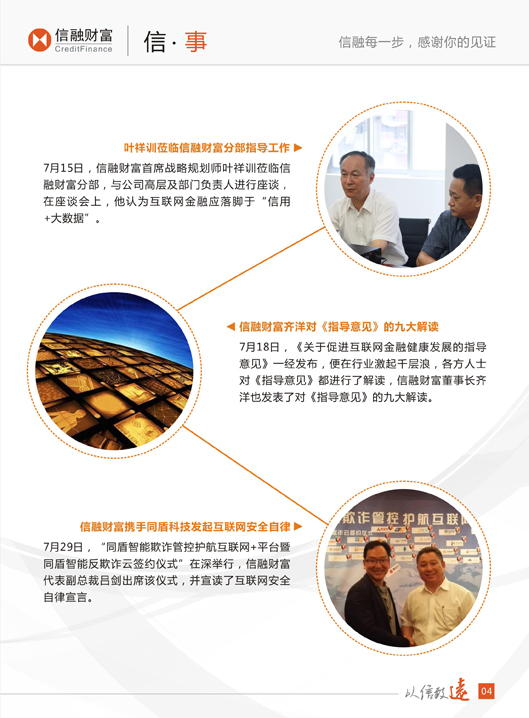 信融财富
CreditFinance
信·事
信融每一步，感谢你的见证
叶祥训莅临信融财富分部指导工作
7月15日，信融财富首席战略规划师叶祥训莅临信
融财富分部，与公司高层及部门负责人进行座谈，
在座谈会上，他认为互联网金融应落脚于“信用
+大数据”。
信融财富齐洋对《指导意见》的九大解读
7月18日，《关于促进互联网金融健康发展的指导
意见》一经发布，便在行业激起千层浪，各方人士
对《指导意见》都进行了解读，信融财富董事长齐
洋也发表了对《指导意见》的九大解读。
信融财富携手同盾科技发起互联网安全自律
7月29日，“同盾智能欺诈管控护航互联网+平台暨
同盾智能反欺诈云签约仪式”在深举行，信融财富
代表副总裁吕剑出席该仪式，并宣读了互联网安全
自律宣言。
欺诈管控护航互联网
诈云签约仪式
以信致遠
04